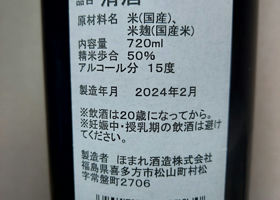 品目 清酒
原材料名 米(国産)、
米麹(国産米)
内容量 720ml
精米歩合 50%
アルコール分 15度
製造年月 2024年2月
※飲酒は20歳になってから。
※妊娠中・授乳期の飲酒は避け
てください。
製造者 ほまれ酒造株式会社
福島県喜多方市松山町村松
字常盤町2706